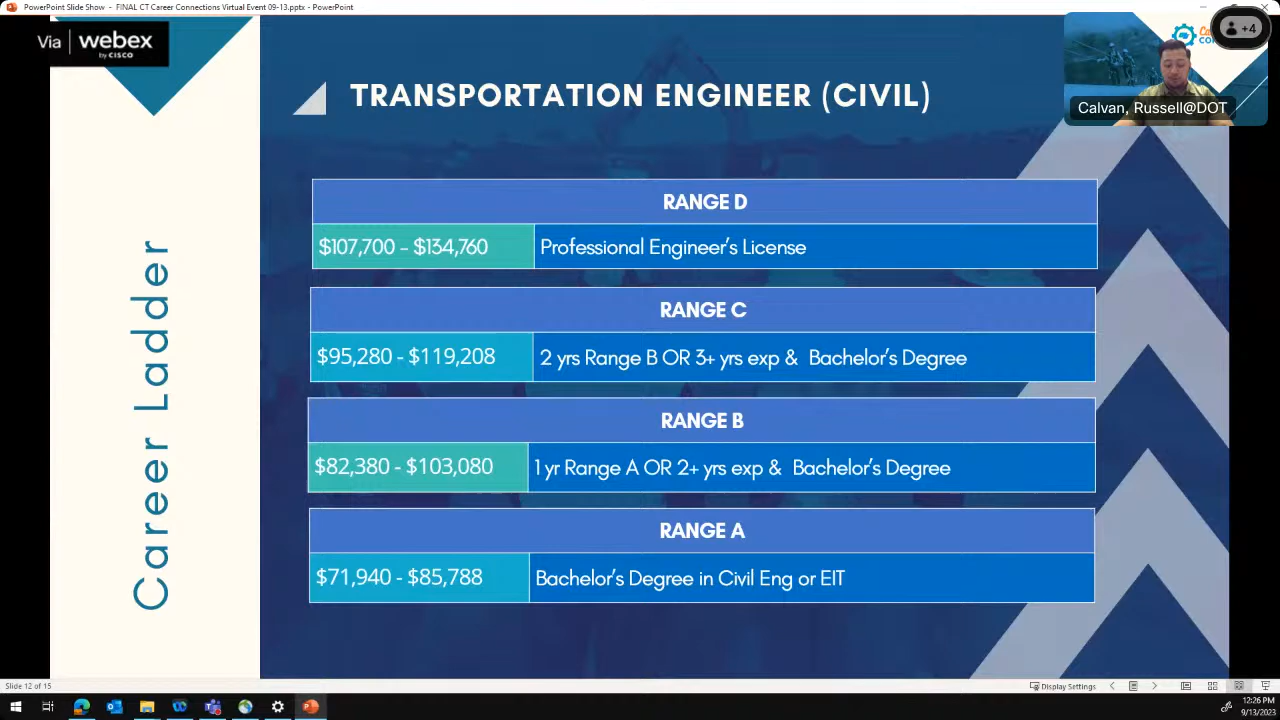 PowerPoint Slide Show - FINAL CT Career Connections Virtual Event 09-13.pptx - PowerPoint
Via webex
by CISCO
+4
Calvan, Russell@DOT
TRANSPORTATION ENGINEER (CIVIL)
Career Ladder
RANGE D
$107,700 - $134,760 Professional Engineer's License
RANGE C
$95,280 - $119,208 2 yrs Range B OR 3+ yrs exp & Bachelor's Degree
RANGE B
$82,380 - $103,080 1 yr Range A OR 2+ yrs exp & Bachelor's Degree
RANGE A
$71,940 - $85,788 Bachelor's Degree in Civil Eng or EIT
Slide 12 of 15
Display Settings
12:26 PM
9/13/2023